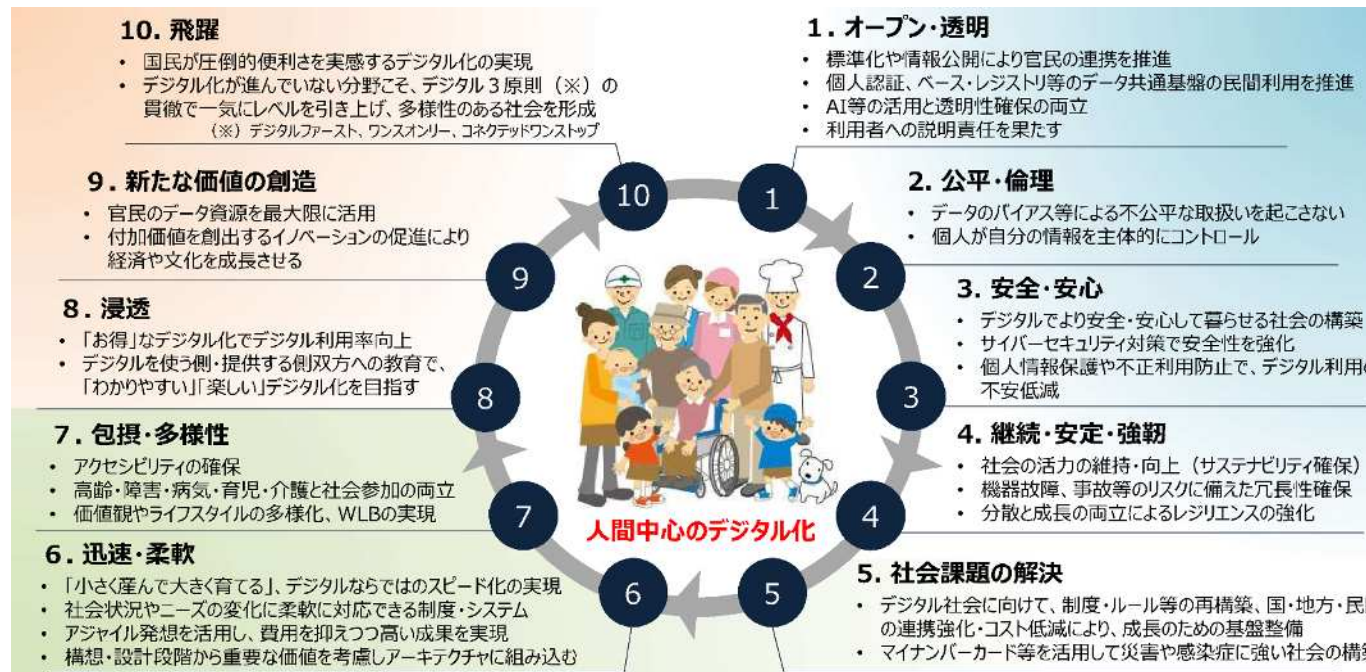 10. 飛躍
• 国民が圧倒的便利さを実感するデジタル化の実現
• デジタル化が進んでいない分野こそ、デジタル3原則（※）の
貫徹で一気にレベルを引き上げ、多様性のある社会を形成
（※）デジタルファースト、ワンスオンリー、コネクテッドワンストップ
1. オープン・透明
• 標準化や情報公開により官民の連携を推進
• 個人認証、ベース・レジストリ等のデータ共通基盤の民間利用を推進
• AI等の活用と透明性確保の両立
• 利用者への説明責任を果たす
9. 新たな価値の創造
• 官民のデータ資源を最大限に活用
• 付加価値を創出するイノベーションの促進により
経済や文化を成長させる
2. 公平・倫理
• データのバイアス等による不公平な取扱いを起こさない
• 個人が自分の情報を主体的にコントロール
8. 浸透
• 「お得」なデジタル化でデジタル利用率向上
• デジタルを使う側・提供する側双方への教育で、
「わかりやすい」「楽しい」デジタル化を目指す
3. 安全・安心
• デジタルでより安全・安心して暮らせる社会の構築
• サイバーセキュリティ対策で安全性を強化
• 個人情報保護や不正利用防止で、デジタル利用の
不安低減
7. 包摂・多様性
• アクセシビリティの確保
• 高齢・障害・病気・育児・介護と社会参加の両立
• 価値観やライフスタイルの多様化、WLBの実現
4. 継続・安定・強靭
• 社会の活力の維持・向上（サステナビリティ確保）
• 機器故障、事故等のリスクに備えた冗長性確保
• 分散と成長の両立によるレジリエンスの強化
6. 迅速・柔軟
• 「小さく産んで大きく育てる」、デジタルならではのスピード化の実現
• 社会状況やニーズの変化に柔軟に対応できる制度・システム
• アジャイル発想を活用し、費用を抑えつつ高い成果を実現
• 構想・設計段階から重要な価値を考慮しアーキテクチャに組み込む
5. 社会課題の解決
• デジタル社会に向けて、制度・ルール等の再構築、国・地方・民
の連携強化・コスト低減により、成長のための基盤整備
• マイナンバーカード等を活用して災害や感染症に強い社会の構築
10
1
9
2
8
3
7
4
6
5
人間中心のデジタル化